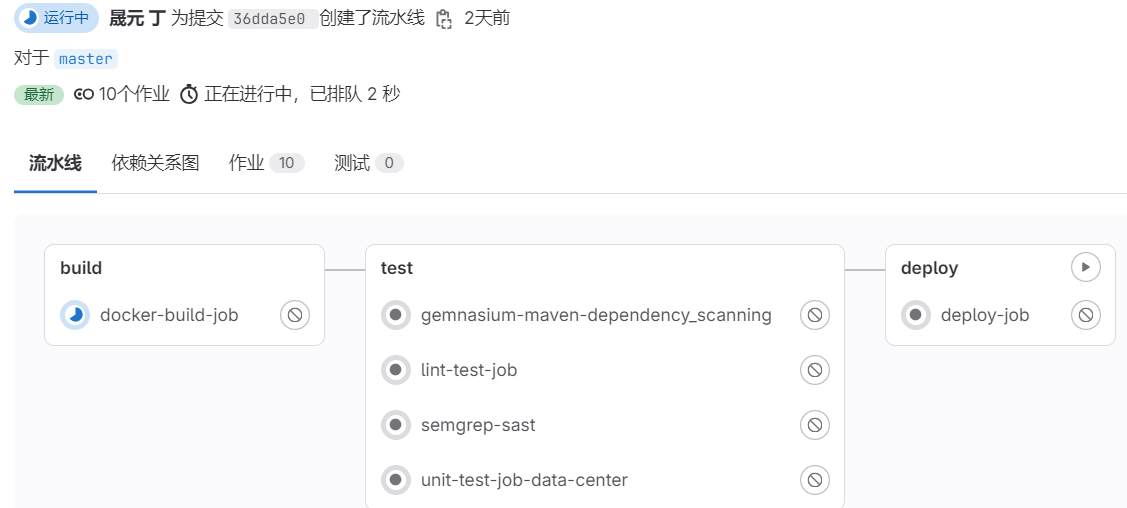 运行中 晟元 丁 为提交 36dda5e0 创建了流水线 2天前
对于 master
最新 10个作业 正在进行中，已排队 2 秒
流水线 依赖关系图 作业 10 测试 0
build
docker-build-job
test
gemnasium-maven-dependency_scanning
lint-test-job
semgrep-sast
unit-test-job-data-center
deploy
deploy-job